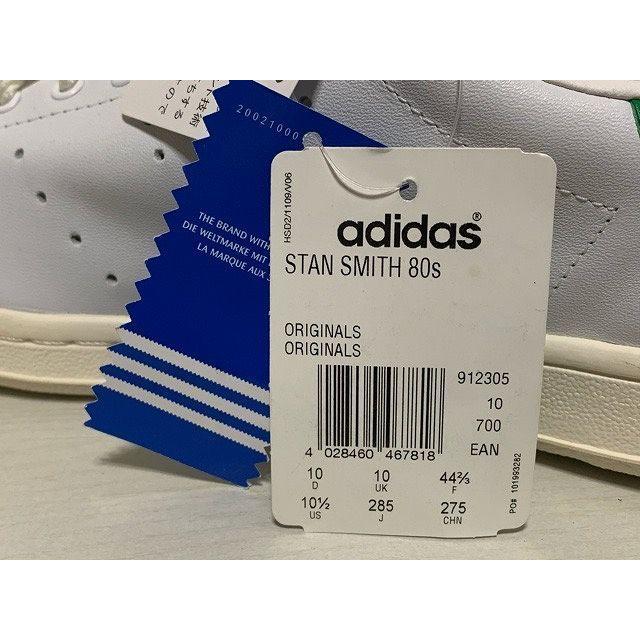 20021000
THE BRAND WITH
DIE WELTMARKE MIT
LA MARQUE AUX
HSD2/1109/V06
adidas®
STAN SMITH 80s
ORIGINALS
ORIGINALS
912305
10
700
EAN
4 028460 467818
10 10 44⅔
D UK F
10½ 285 275
US J CHN
PO# 101993282